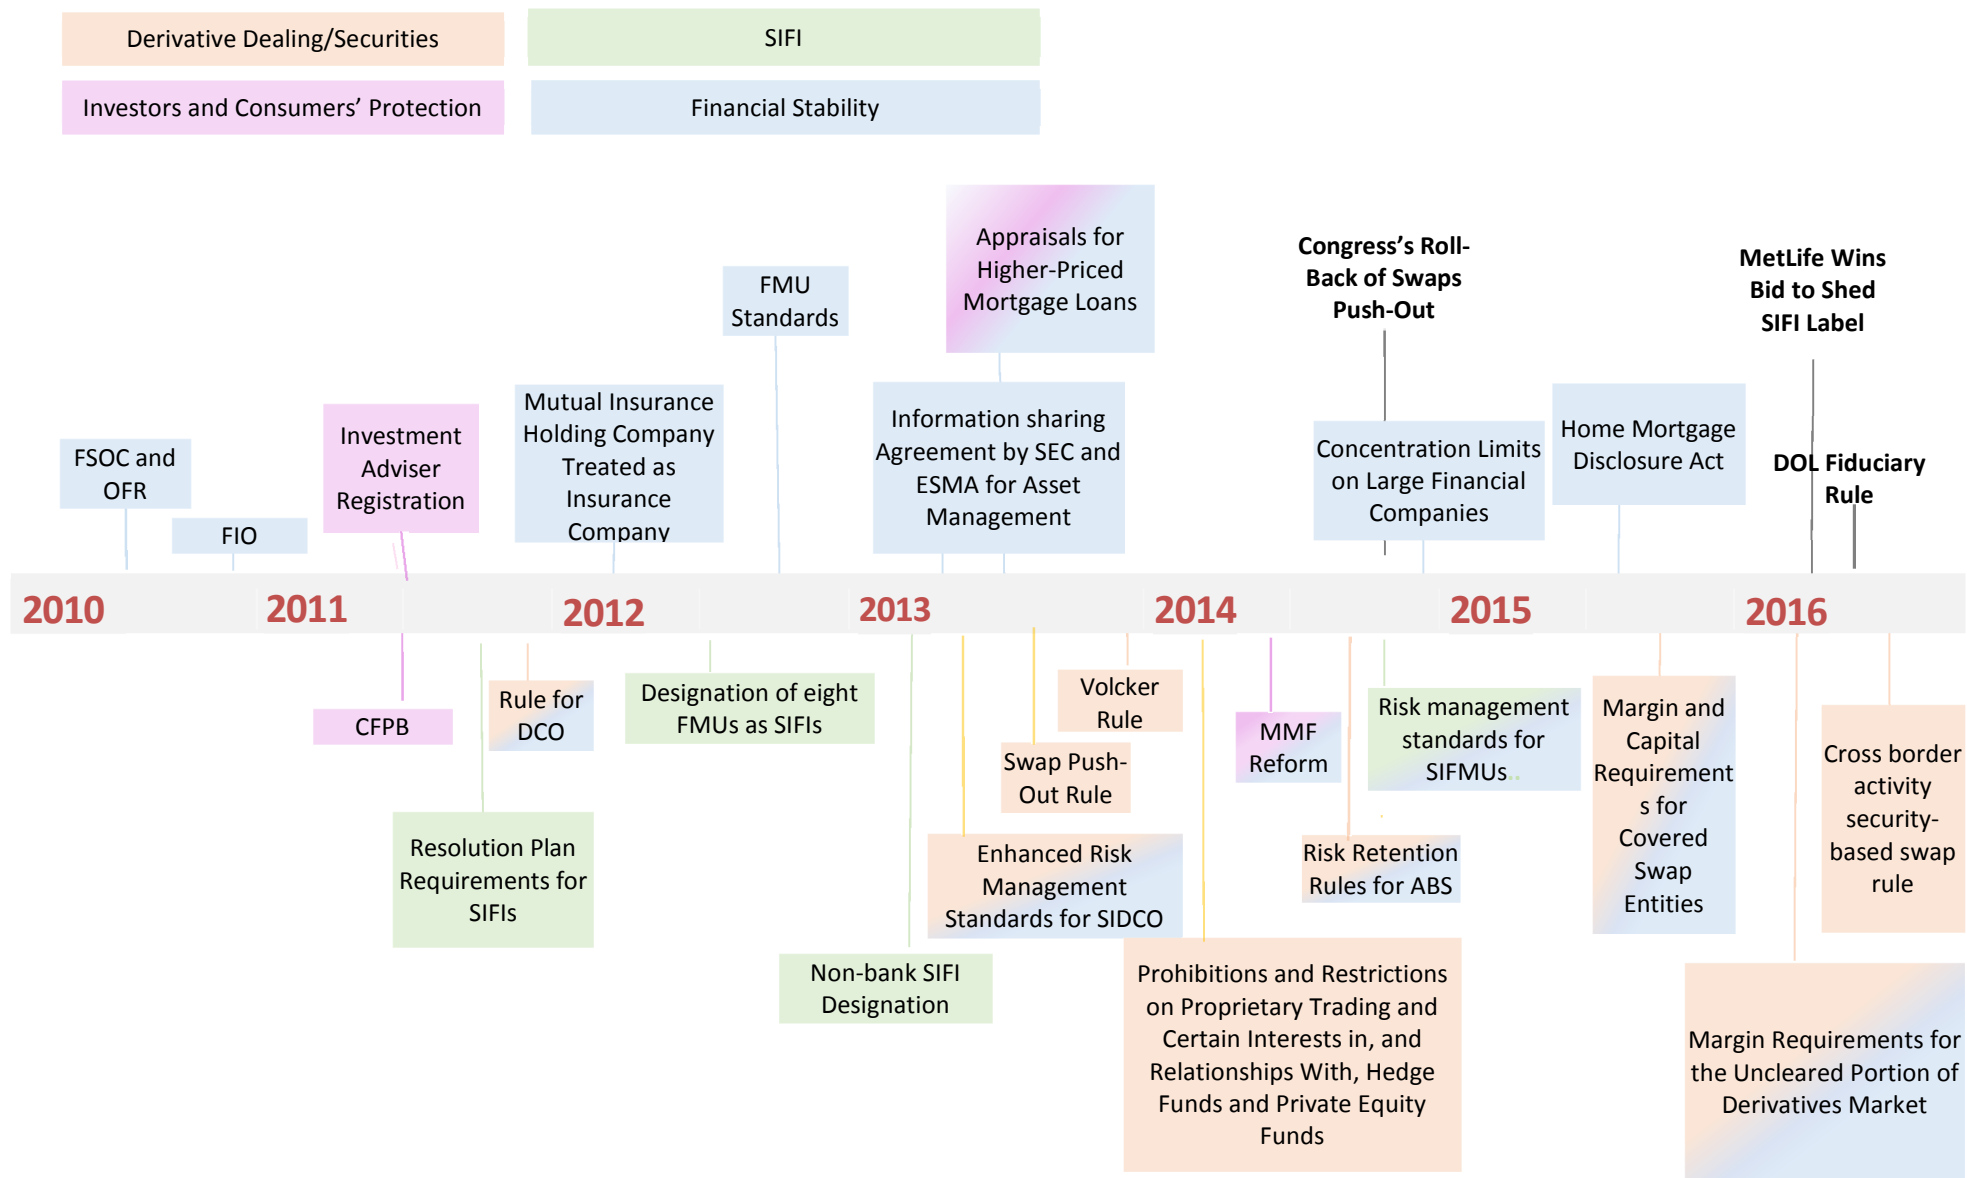 Derivative Dealing/Securities
SIFI
Investors and Consumers’ Protection
Financial Stability
Appraisals for
Higher-Priced
Mortgage Loans
Congress’s Roll-
Back of Swaps
Push-Out
MetLife Wins
Bid to Shed
SIFI Label
FMU
Standards
FSOC and
OFR
FIO
Investment
Adviser
Registration
Mutual Insurance
Holding Company
Treated as
Insurance
Company
Information sharing
Agreement by SEC and
ESMA for Asset
Management
Concentration Limits
on Large Financial
Companies
Home Mortgage
Disclosure Act
DOL Fiduciary
Rule
2010
2011
2012
2013
2014
2015
2016
CFPB
Rule for
DCO
Resolution Plan
Requirements for
SIFIs
Designation of eight
FMUs as SIFIs
Non-bank SIFI
Designation
Volcker
Rule
Swap Push-
Out Rule
Enhanced Risk
Management
Standards for SIDCO
Prohibitions and Restrictions
on Proprietary Trading and
Certain Interests in, and
Relationships With, Hedge
Funds and Private Equity
Funds
MMF
Reform
Risk Retention
Rules for ABS
Risk management
standards for
SIFMUs..
Margin and
Capital
Requirement
s for
Covered
Swap
Entities
Cross border
activity
security-
based swap
rule
Margin Requirements for
the Uncleared Portion of
Derivatives Market